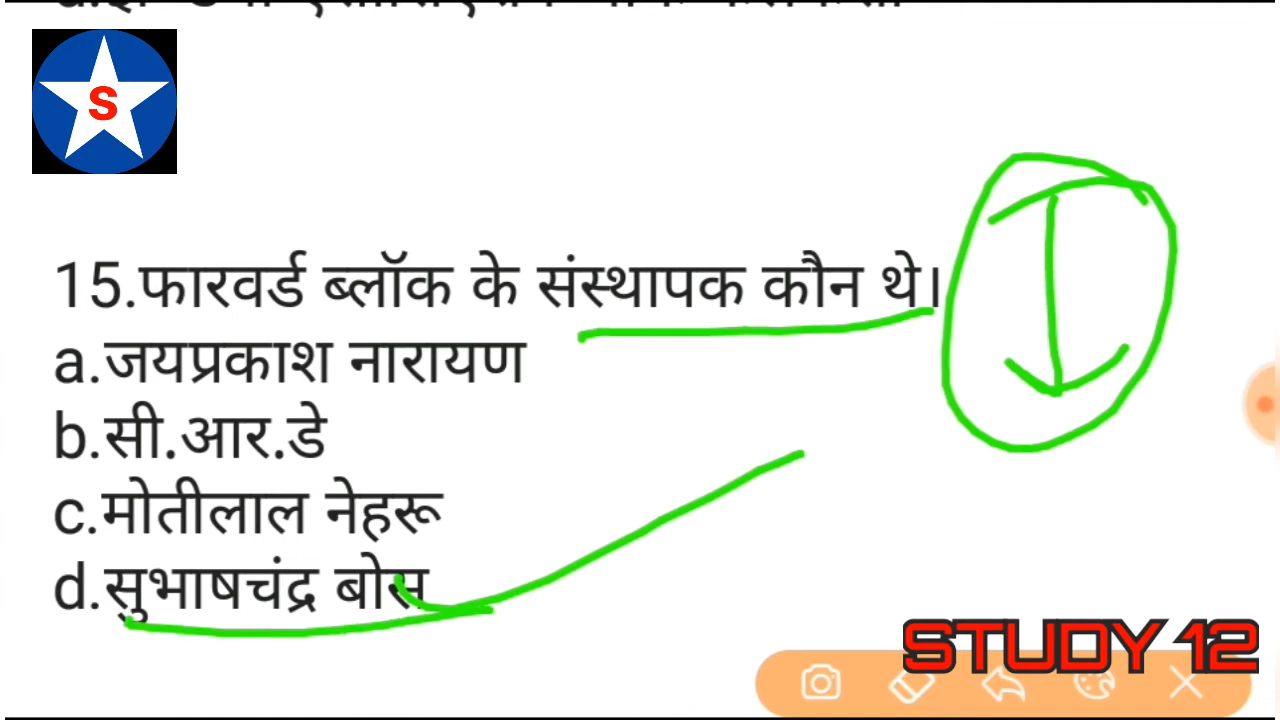 S
15.फारवर्ड ब्लॉक के संस्थापक कौन थे।
a.जयप्रकाश नारायण
b.सी.आर.डे
c.मोतीलाल नेहरू
d.सुभाषचंद्र बोस
STUDY 12